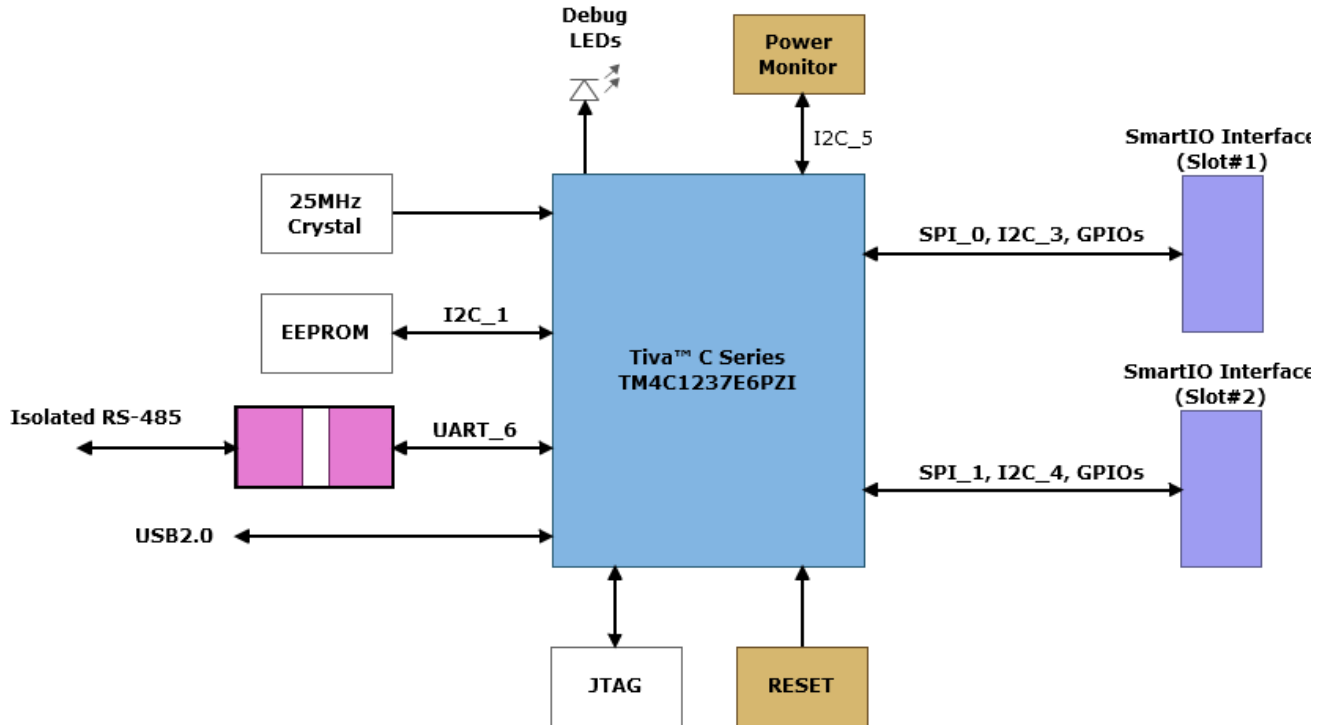 Debug
LEDs
Power
Monitor
I2C_5
SmartIO Interface
(Slot#1)
25MHz
Crystal
SPI_0, I2C_3, GPIOs
EEPROM
I2C_1
Tiva™ C Series
TM4C1237E6PZI
SmartIO Interface
(Slot#2)
Isolated RS-485
UART_6
SPI_1, I2C_4, GPIOs
USB2.0
JTAG
RESET